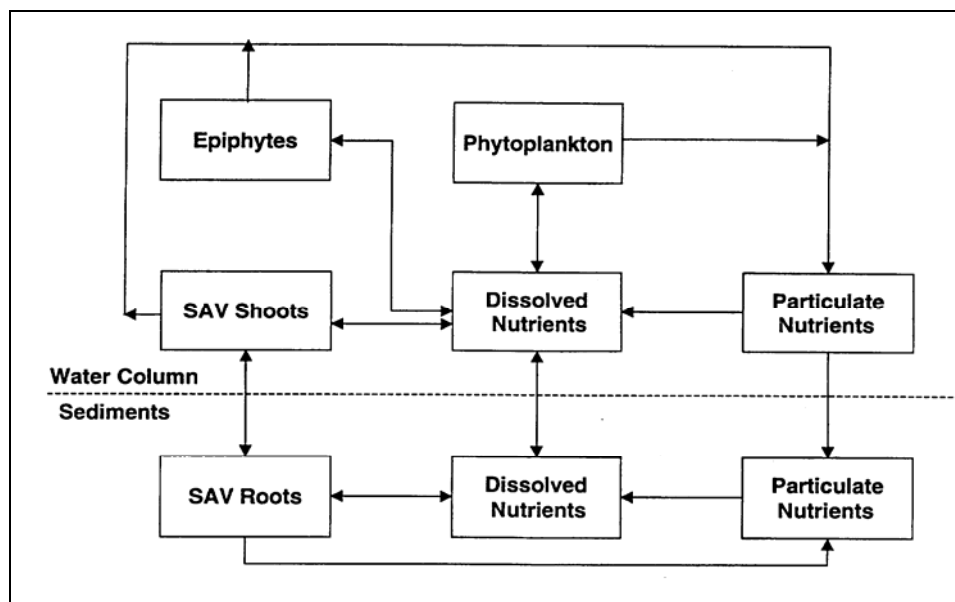 Epiphytes
Phytoplankton
SAV Shoots
Dissolved
Nutrients
Particulate
Nutrients
Water Column
Sediments
SAV Roots
Dissolved
Nutrients
Particulate
Nutrients